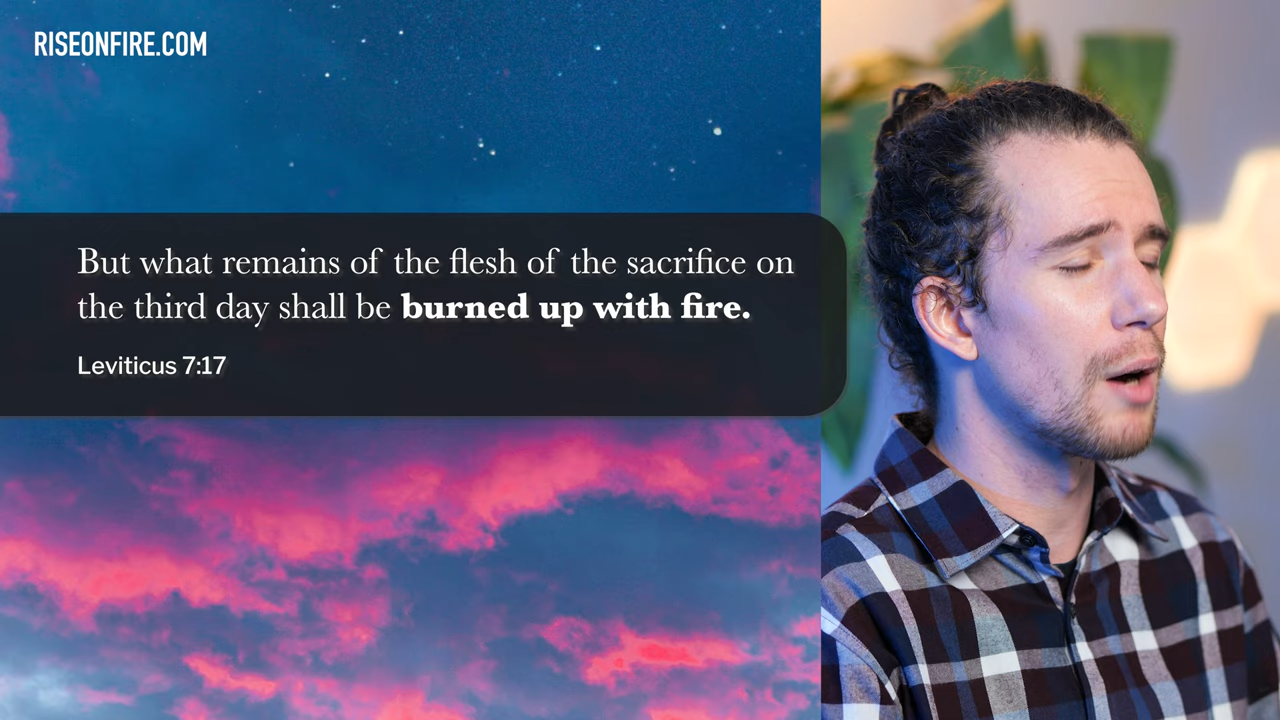 RISEONFIRE.COM
But what remains of the flesh of the sacrifice on
the third day shall be burned up with fire.
Leviticus 7:17